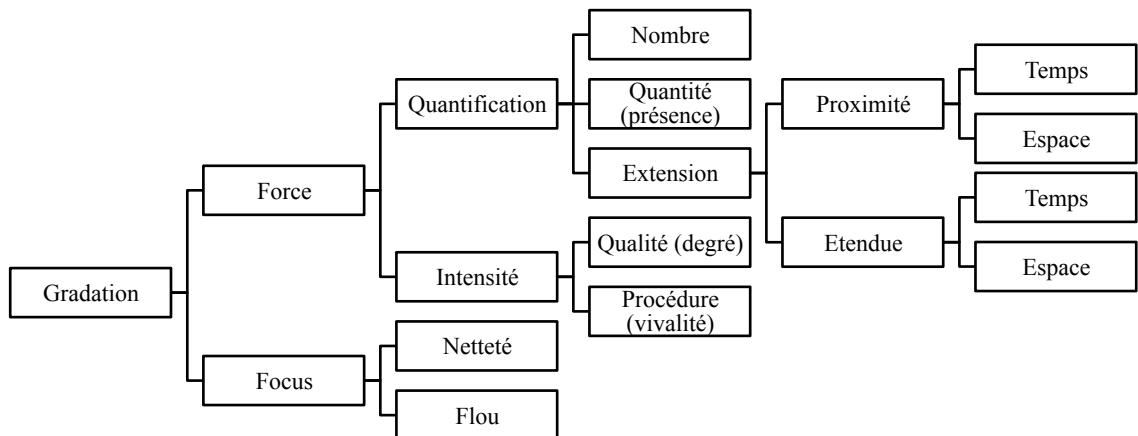 Gradation
Force
Quantification
Nombre
Quantité
(présence)
Extension
Proximité
Temps
Espace
Etendue
Temps
Espace
Intensité
Qualité (degré)
Procédure
(vivalité)
Focus
Netteté
Flou